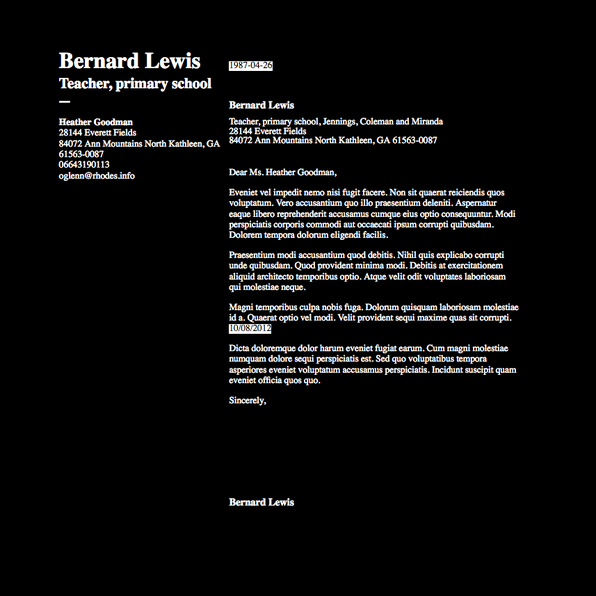 Bernard Lewis
Teacher, primary school
Heather Goodman
28144 Everett Fields
84072 Ann Mountains North Kathleen, GA
61563-0087
06643190113
oglenn@rhodes.info
1987-04-26
Bernard Lewis
Teacher, primary school, Jennings, Coleman and Miranda
28144 Everett Fields
84072 Ann Mountains North Kathleen, GA 61563-0087
Dear Ms. Heather Goodman,
Eveniet vel impedit nemo nisi fugit facere. Non sit quaerat reiciendis quos
voluptatum. Vero accusantium quo illo praesentium deleniti. Aspernatur
eaque libero reprehenderit accusamus cumque eius optio consequuntur. Modi
perspiciatis corporis commodi aut occaecati ipsum corrupti quibusdam.
Dolorem tempora dolorum eligendi facilis.
Praesentium modi accusantium quod debitis. Nihil quis explicabo corrupti
unde quibusdam. Quod provident minima modi. Debitis at exercitationem
aliquid architecto temporibus optio. Atque velit odit voluptates laboriosam
qui molestiae neque.
Magni temporibus culpa nobis fuga. Dolorum quisquam laboriosam molestiae
id a. Quaerat optio vel modi. Velit provident sequi maxime quas sit corrupti.
10/08/2012
Dicta doloremque dolor harum eveniet fugiat earum. Cum magni molestiae
numquam dolore sequi perspiciatis est. Sed quo voluptatibus tempora
asperiores eveniet voluptatum accusamus perspiciatis. Incidunt suscipit quam
eveniet officia quos quo.
Sincerely,
Bernard Lewis